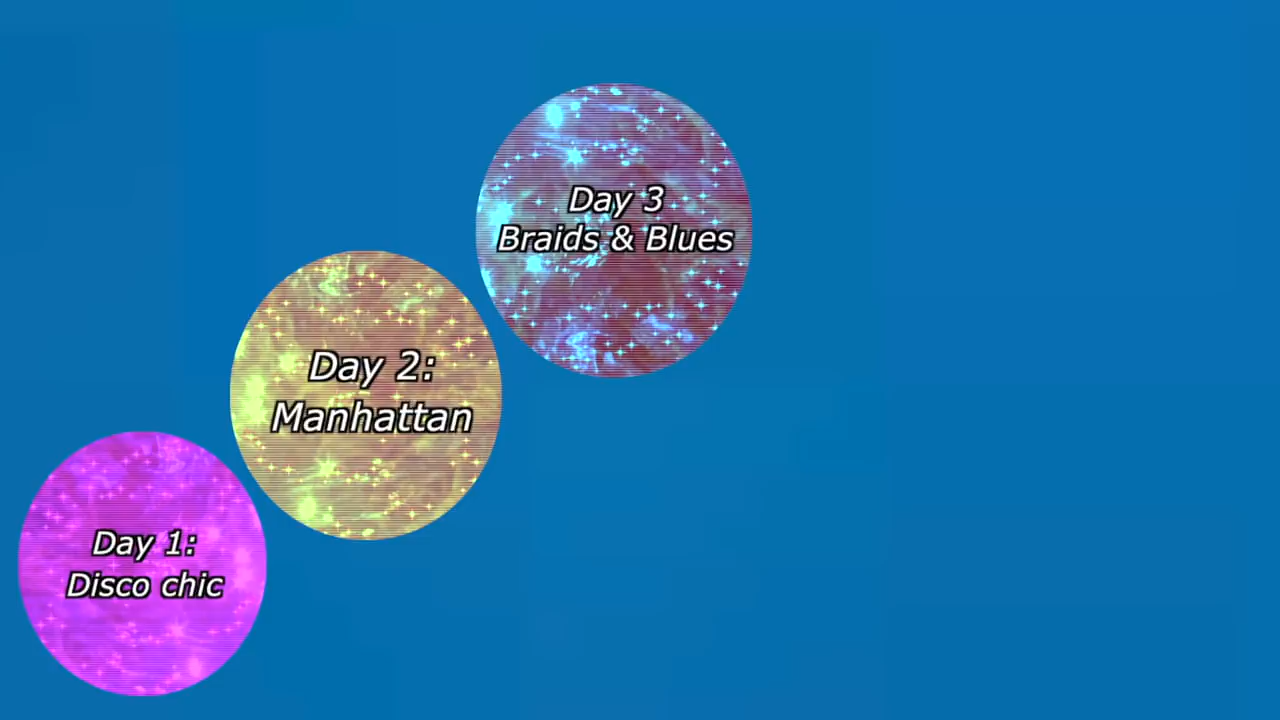 Day 1:
Disco chic
Day 2:
Manhattan
Day 3
Braids & Blues